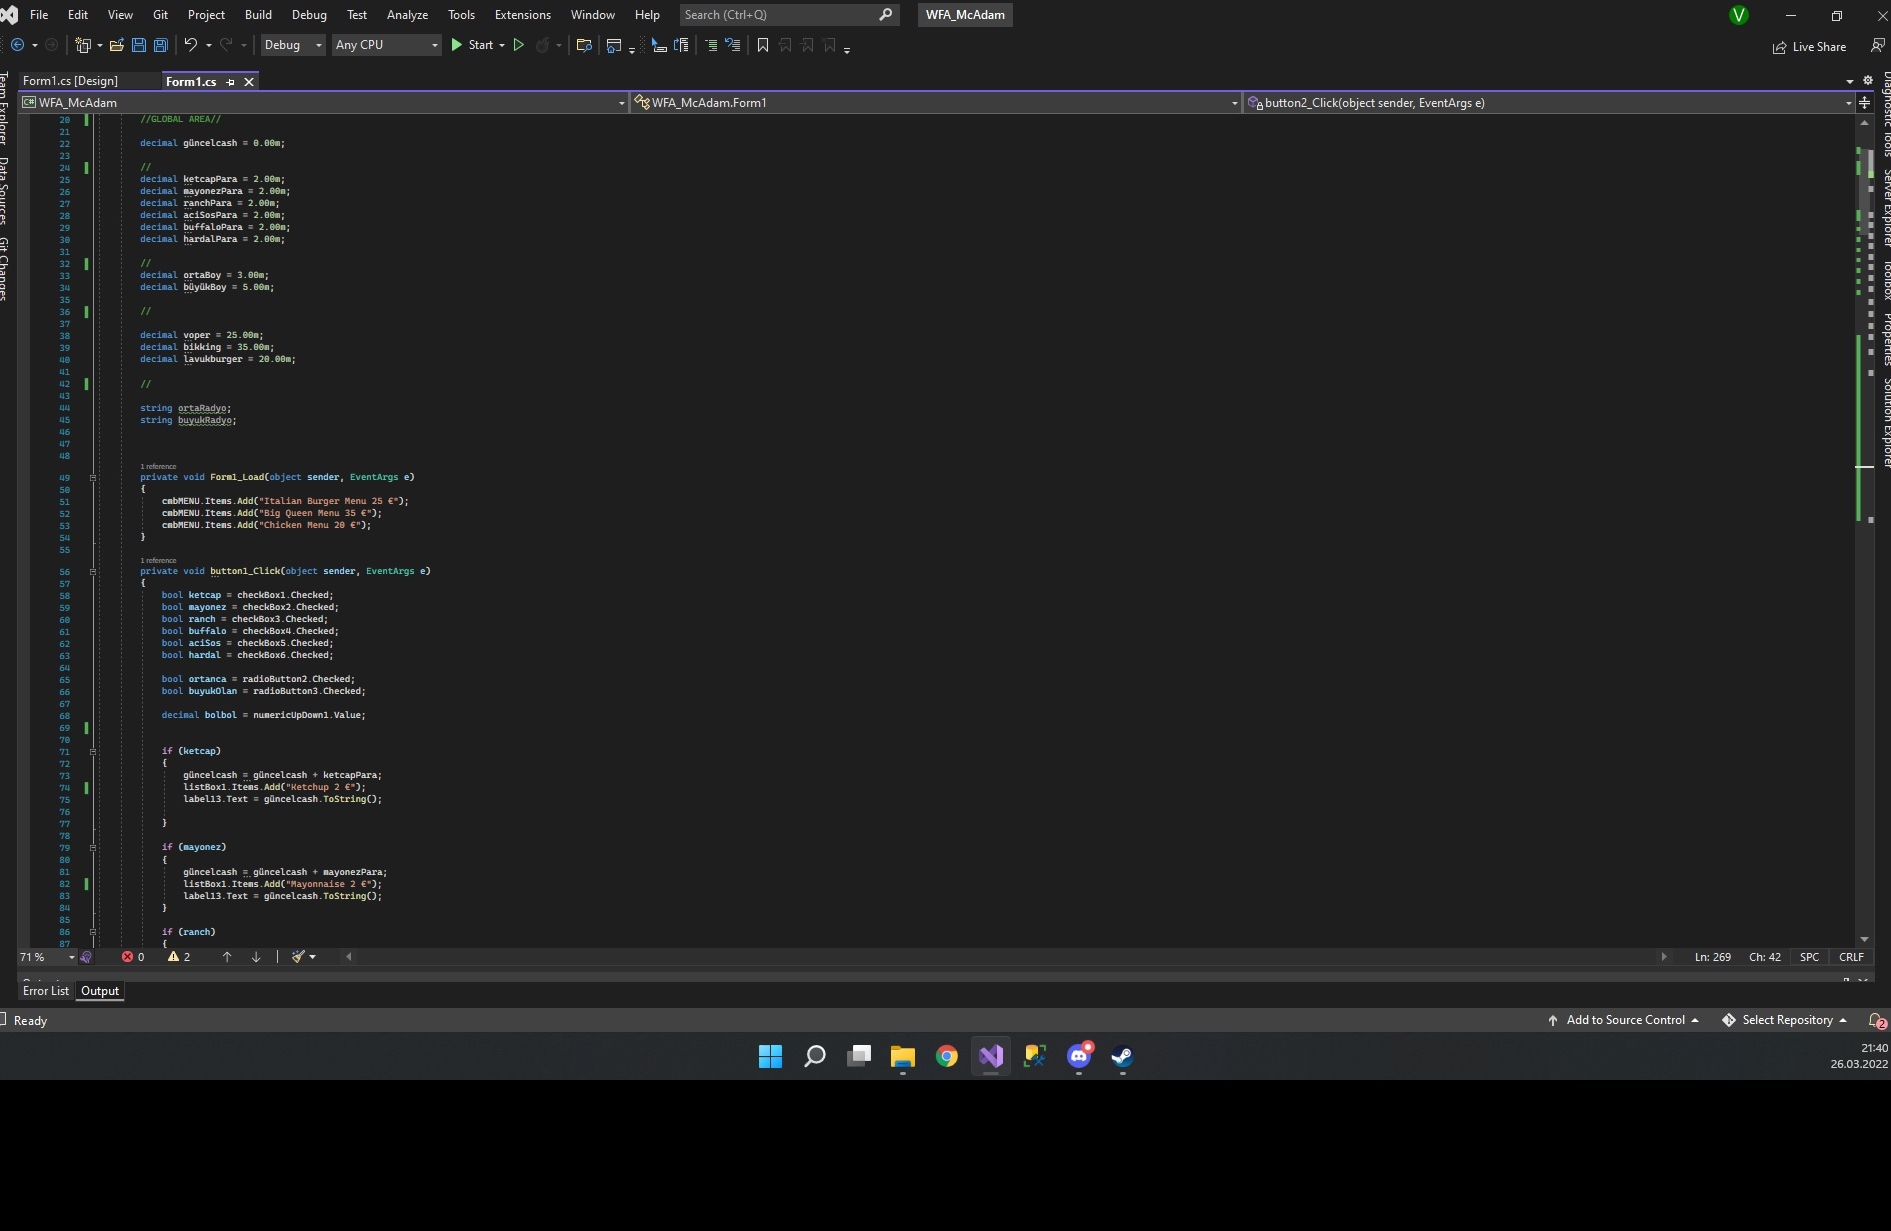 File Edit View Git Project Build Debug Test Analyze Tools Extensions Window Help Search (Ctrl+Q) WFA_McAdam V
Debug Any CPU Start Live Share
Form1.cs [Design] Form1.cs
C# WFA_McAdam WFA_McAdam.Form1 button2_Click(object sender, EventArgs e)
Team Explorer
Data Sources
Git Changes
Diagnostic Tools
Server Explorer
Toolbox
Properties
Solution Explorer
20 //GLOBAL AREA//
21
22 decimal güncelcash = 0.00m;
23
24 //
25 decimal ketcapPara = 2.00m;
26 decimal mayonezPara = 2.00m;
27 decimal ranchPara = 2.00m;
28 decimal aciSosPara = 2.00m;
29 decimal buffaloPara = 2.00m;
30 decimal hardalPara = 2.00m;
31
32 //
33 decimal ortaBoy = 3.00m;
34 decimal büyükBoy = 5.00m;
35
36 //
37
38 decimal voper = 25.00m;
39 decimal bikking = 35.00m;
40 decimal lavukburger = 20.00m;
41
42 //
43
44 string ortaRadyo;
45 string buyukRadyo;
46
47
48
1 reference
49 private void Form1_Load(object sender, EventArgs e)
50 {
51 cmbMENU.Items.Add("Italian Burger Menu 25 €");
52 cmbMENU.Items.Add("Big Queen Menu 35 €");
53 cmbMENU.Items.Add("Chicken Menu 20 €");
54 }
55
1 reference
56 private void button1_Click(object sender, EventArgs e)
57 {
58 bool ketcap = checkBox1.Checked;
59 bool mayonez = checkBox2.Checked;
60 bool ranch = checkBox3.Checked;
61 bool buffalo = checkBox4.Checked;
62 bool aciSos = checkBox5.Checked;
63 bool hardal = checkBox6.Checked;
64
65 bool ortanca = radioButton2.Checked;
66 bool buyukOlan = radioButton3.Checked;
67
68 decimal bolbol = numericUpDown1.Value;
69
70
71 if (ketcap)
72 {
73 güncelcash = güncelcash + ketcapPara;
74 listBox1.Items.Add("Ketchup 2 €");
75 label13.Text = güncelcash.ToString();
76
77 }
78
79 if (mayonez)
80 {
81 güncelcash = güncelcash + mayonezPara;
82 listBox1.Items.Add("Mayonnaise 2 €");
83 label13.Text = güncelcash.ToString();
84 }
85
86 if (ranch)
87 {
71 % 0 2 Ln: 269 Ch: 42 SPC CRLF
Error List Output
Ready Add to Source Control Select Repository 2
21:40
26.03.2022